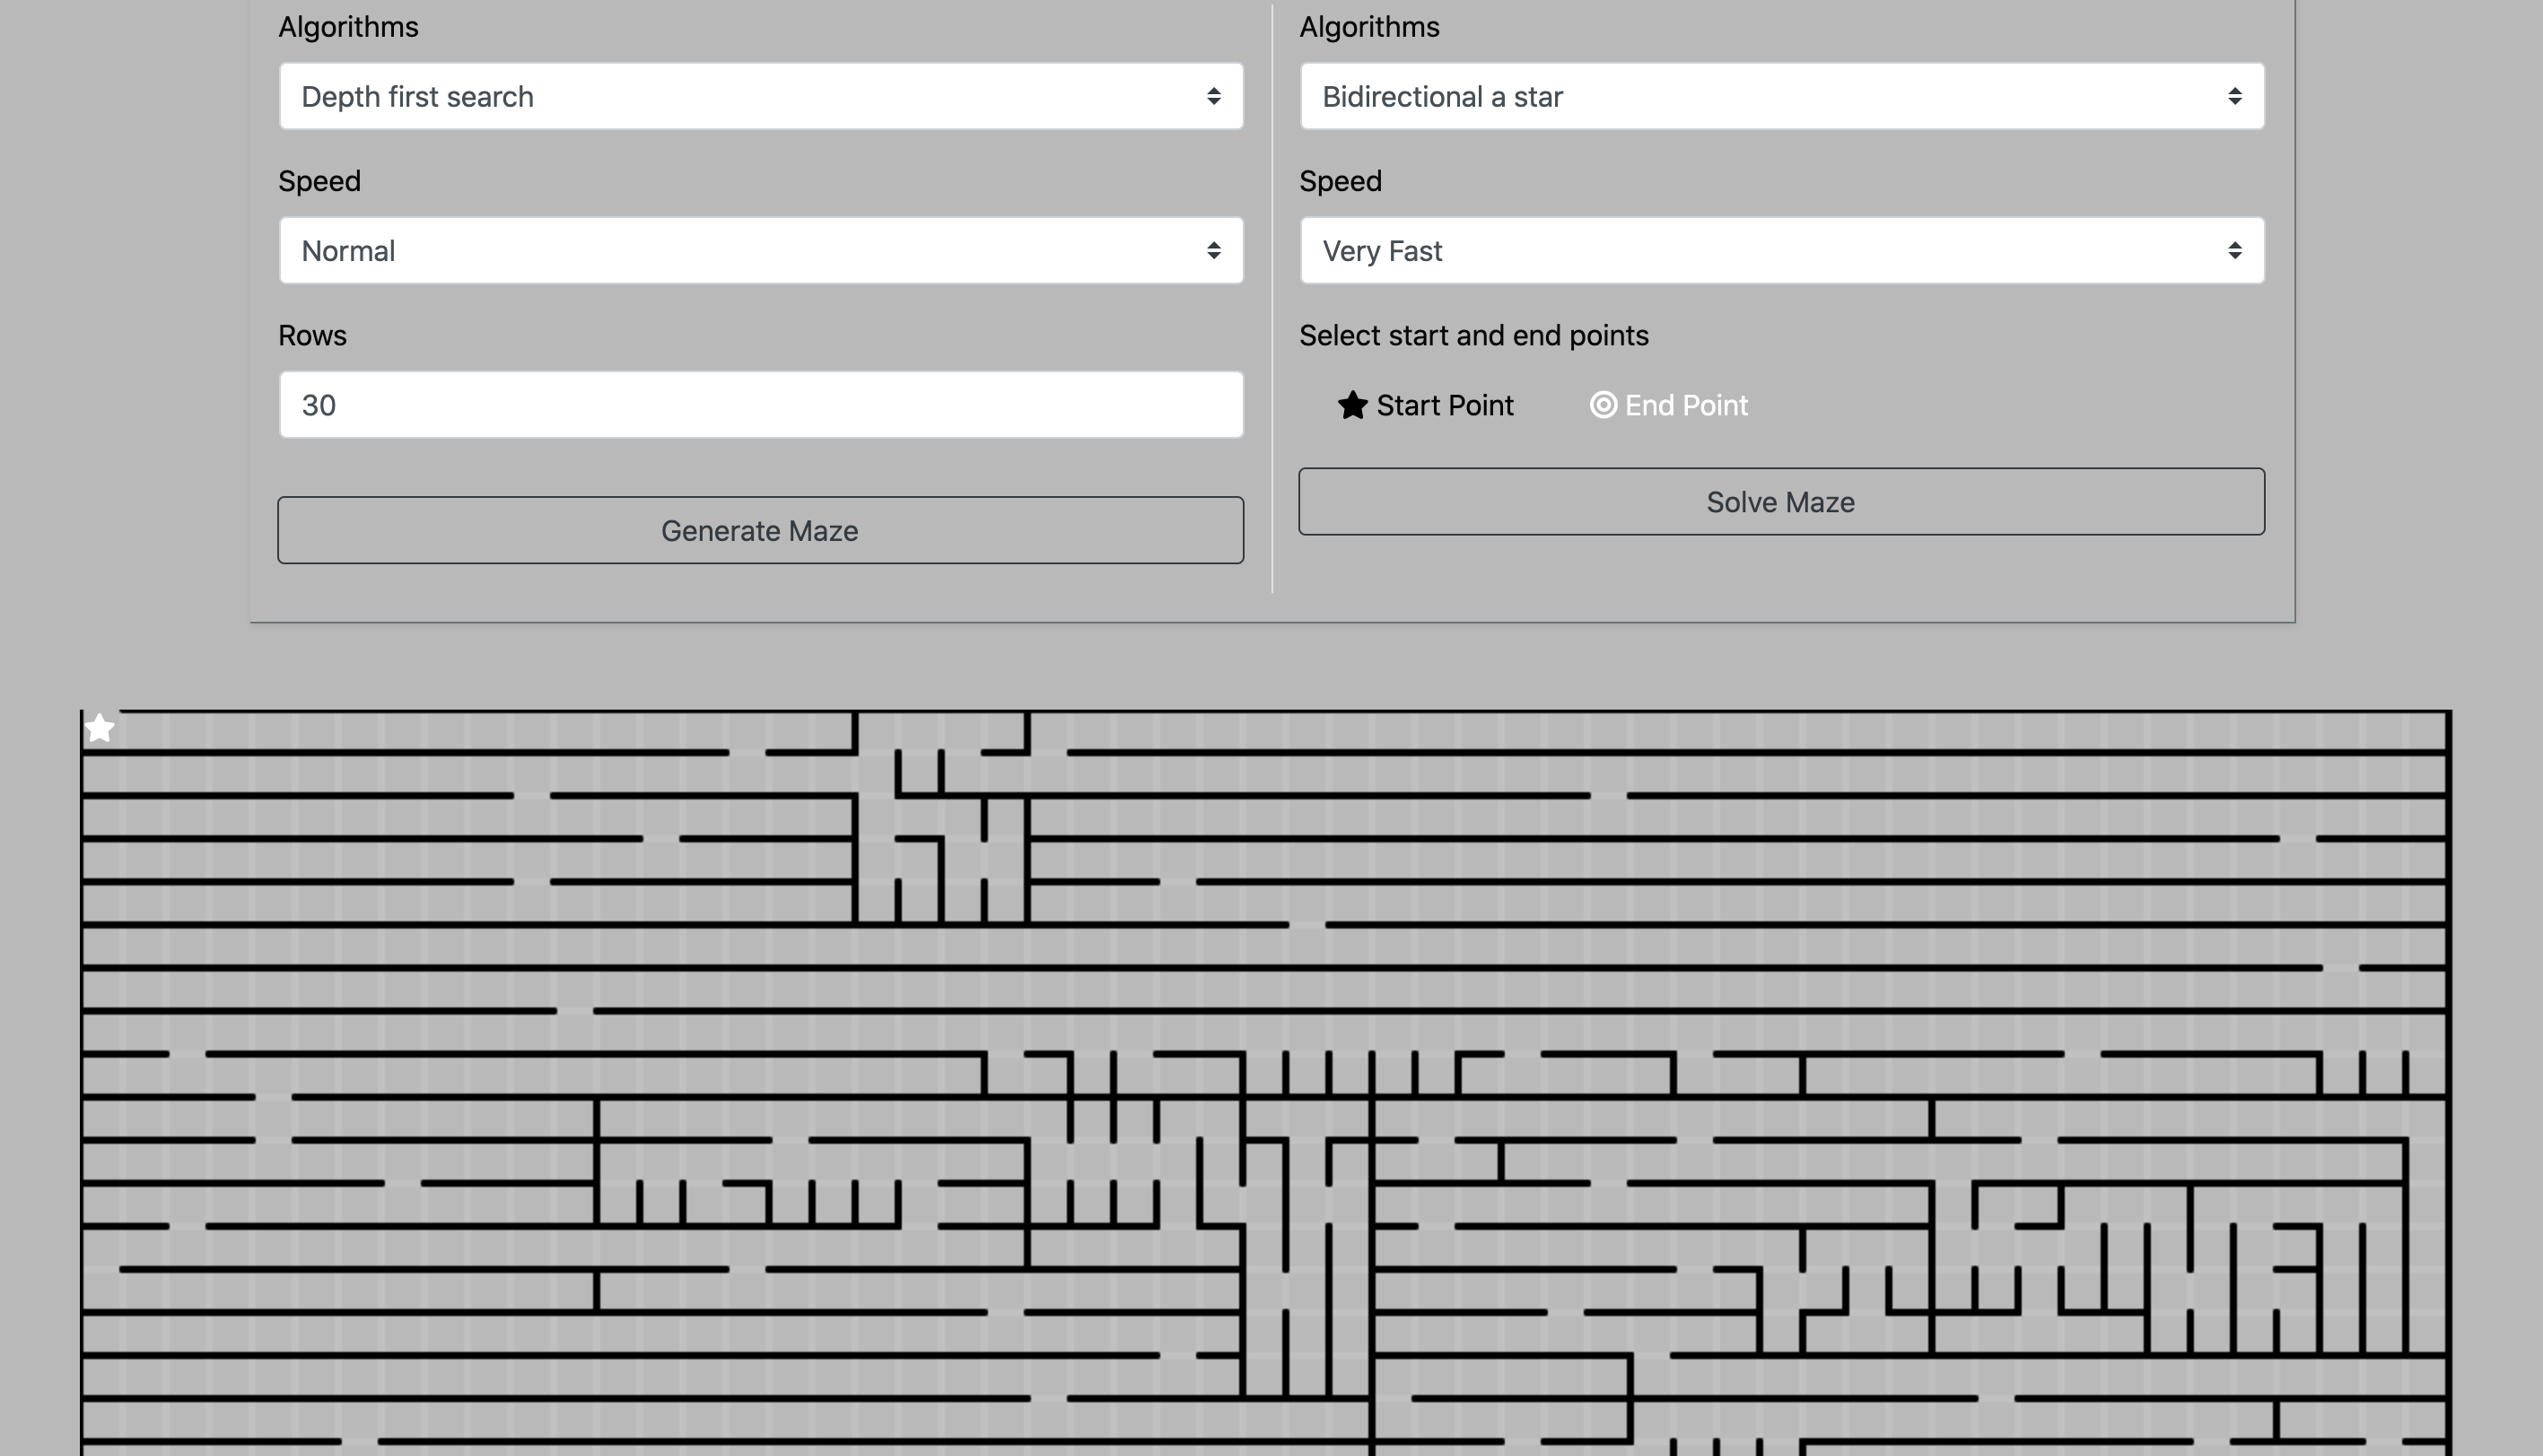 Algorithms
Depth first search
Speed
Normal
Rows
30
Generate Maze
Algorithms
Bidirectional a star
Speed
Very Fast
Select start and end points
Start Point
End Point
Solve Maze